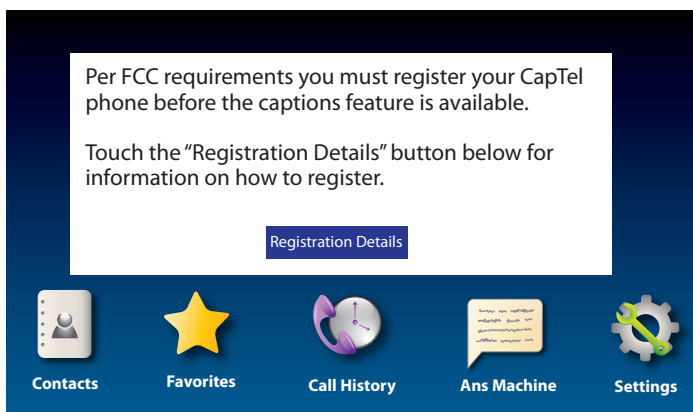 Per FCC requirements you must register your CapTel
phone before the captions feature is available.
Touch the “Registration Details” button below for
information on how to register.
Registration Details
Contacts
Favorites
Call History
Ans Machine
Settings